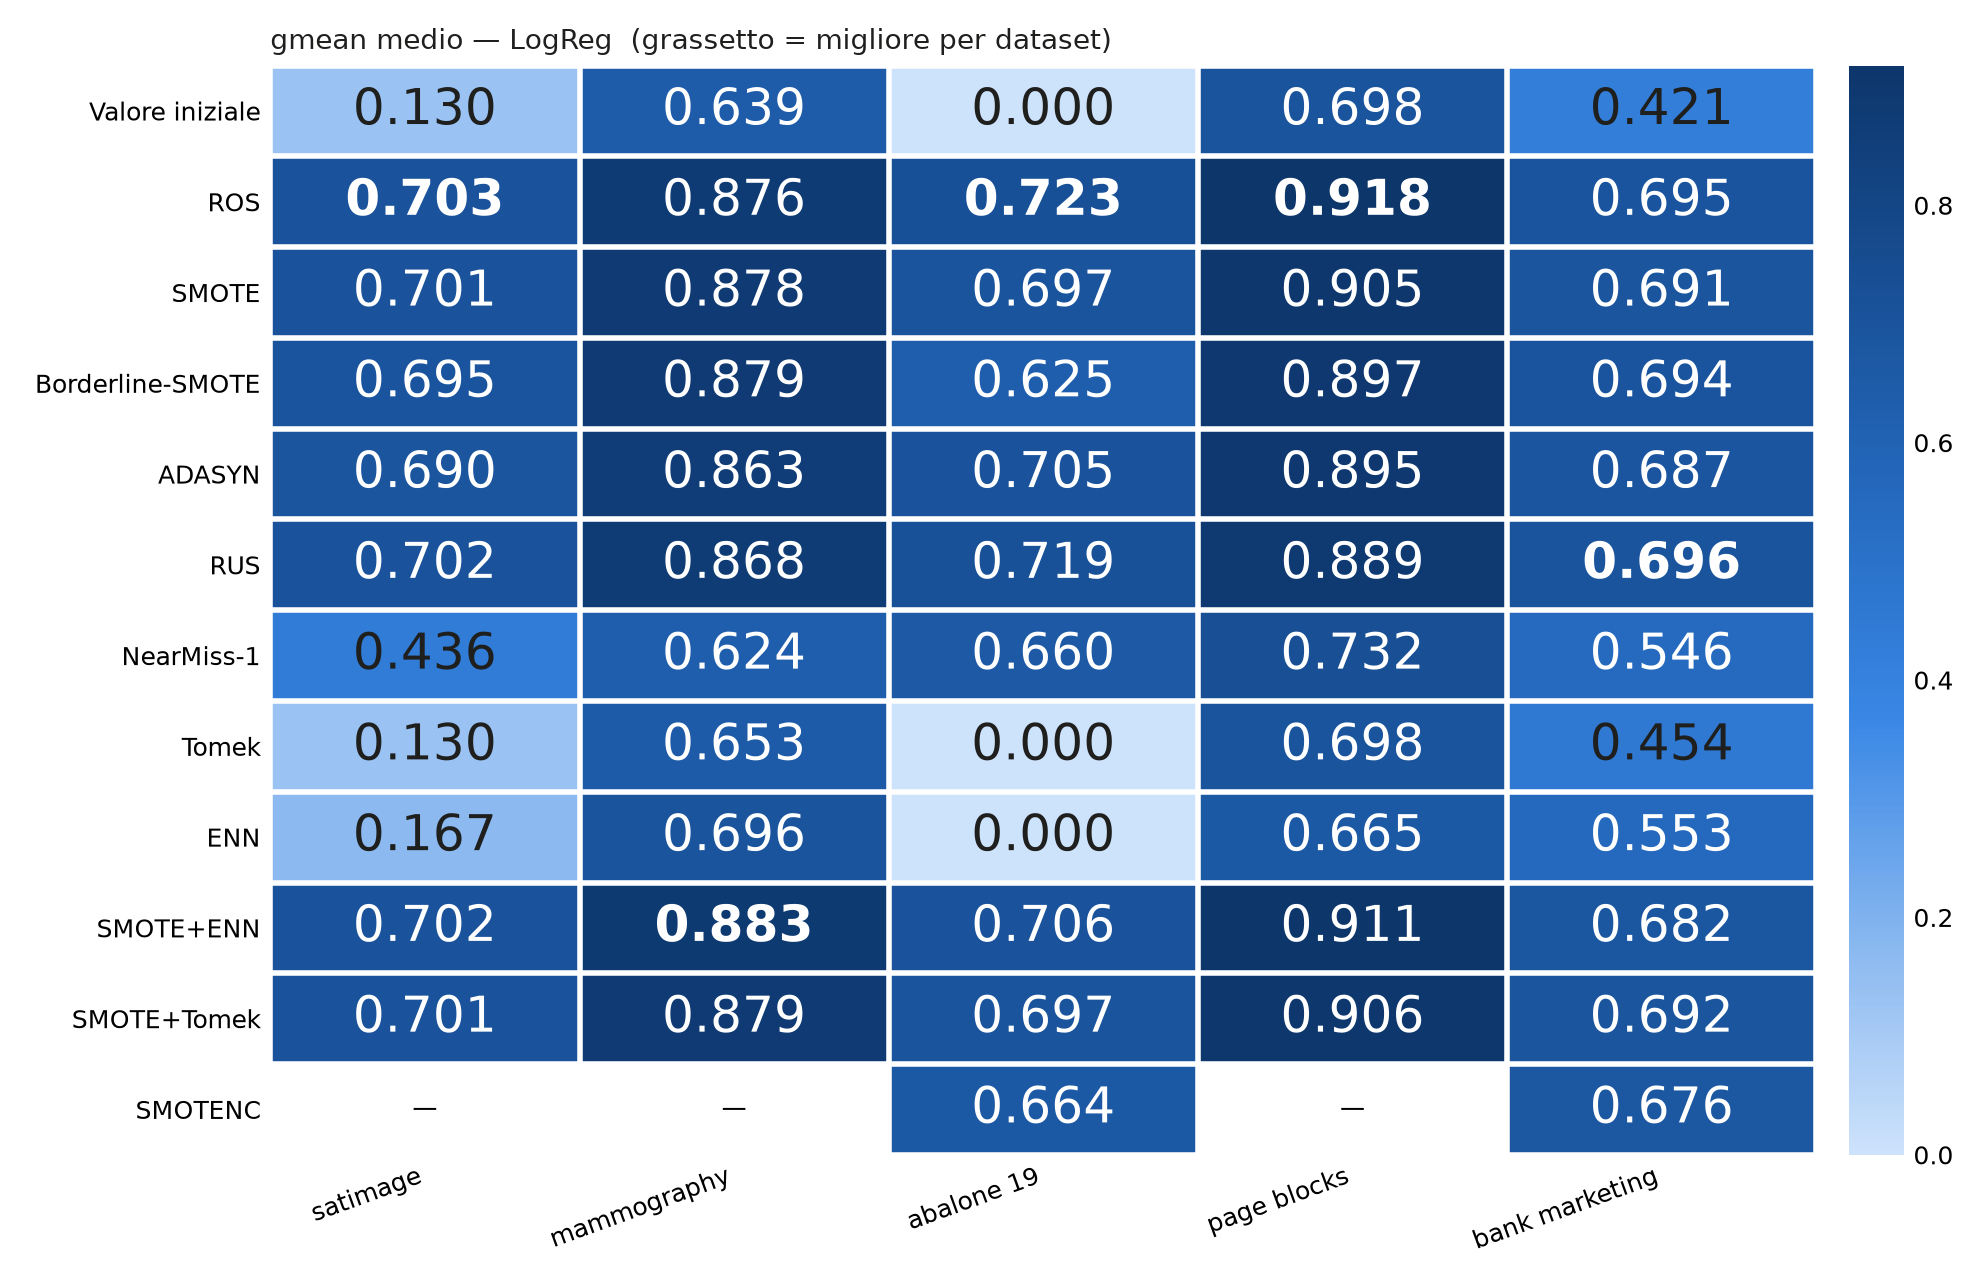 gmean medio — LogReg  (grassetto = migliore per dataset)
Valore iniziale 0.130 0.639 0.000 0.698 0.421
ROS 0.703 0.876 0.723 0.918 0.695
SMOTE 0.701 0.878 0.697 0.905 0.691
Borderline-SMOTE 0.695 0.879 0.625 0.897 0.694
ADASYN 0.690 0.863 0.705 0.895 0.687
RUS 0.702 0.868 0.719 0.889 0.696
NearMiss-1 0.436 0.624 0.660 0.732 0.546
Tomek 0.130 0.653 0.000 0.698 0.454
ENN 0.167 0.696 0.000 0.665 0.553
SMOTE+ENN 0.702 0.883 0.706 0.911 0.682
SMOTE+Tomek 0.701 0.879 0.697 0.906 0.692
SMOTENC — — 0.664 — 0.676
satimage mammography abalone 19 page blocks bank marketing
0.8
0.6
0.4
0.2
0.0